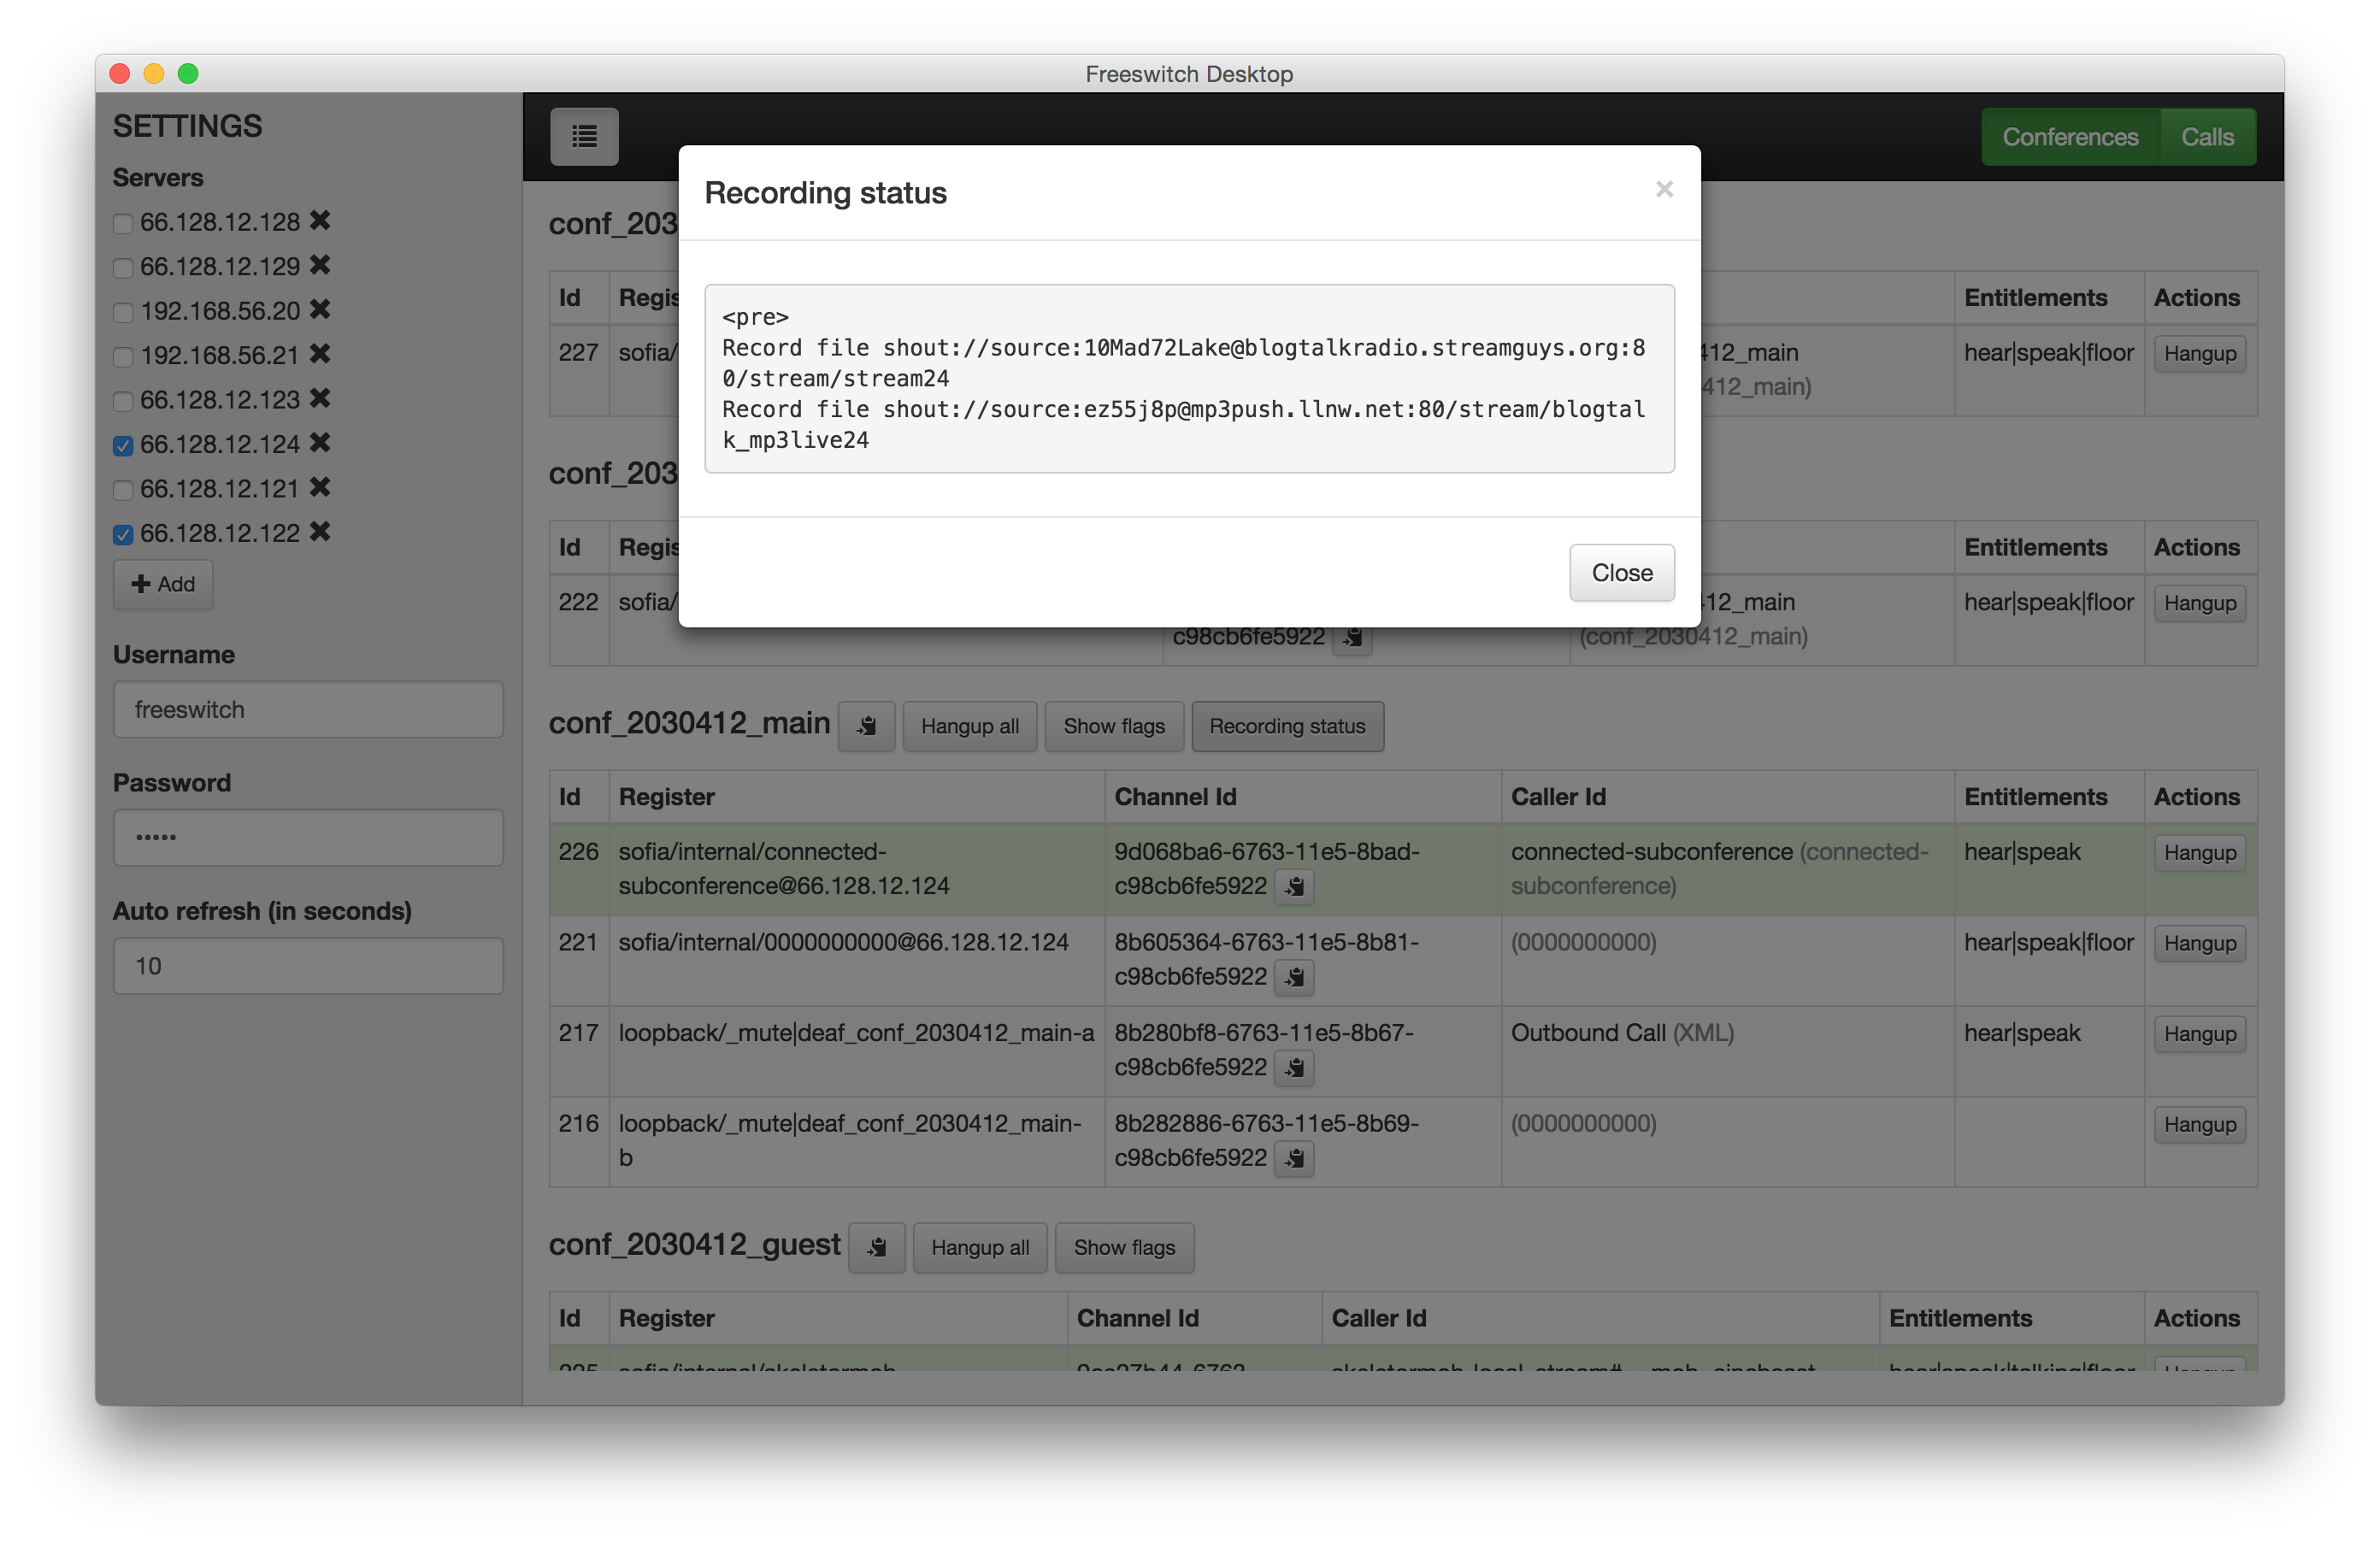 Freeswitch Desktop
SETTINGS
Servers
66.128.12.128
66.128.12.129
192.168.56.20
192.168.56.21
66.128.12.123
66.128.12.124
66.128.12.121
66.128.12.122
Add
Username
freeswitch
Password
•••••
Auto refresh (in seconds)
10
Conferences Calls
Recording status
×
<pre>
Record file shout://source:10Mad72Lake@blogtalkradio.streamguys.org:8
0/stream/stream24
Record file shout://source:ez55j8p@mp3push.llnw.net:80/stream/blogtal
k_mp3live24
Close
conf_203
Id Regis Entitlements Actions
227 sofia/ 412_main hear|speak|floor Hangup
412_main)
conf_203
Id Regis Entitlements Actions
222 sofia/ 412_main hear|speak|floor Hangup
c98cb6fe5922 (conf_2030412_main)
conf_2030412_main Hangup all Show flags Recording status
Id Register Channel Id Caller Id Entitlements Actions
226 sofia/internal/connected- 9d068ba6-6763-11e5-8bad- connected-subconference (connected- hear|speak Hangup
subconference@66.128.12.124 c98cb6fe5922 subconference)
221 sofia/internal/0000000000@66.128.12.124 8b605364-6763-11e5-8b81- (0000000000) hear|speak|floor Hangup
c98cb6fe5922
217 loopback/_mute|deaf_conf_2030412_main-a 8b280bf8-6763-11e5-8b67- Outbound Call (XML) hear|speak Hangup
c98cb6fe5922
216 loopback/_mute|deaf_conf_2030412_main- 8b282886-6763-11e5-8b69- (0000000000) Hangup
b c98cb6fe5922
conf_2030412_guest Hangup all Show flags
Id Register Channel Id Caller Id Entitlements Actions